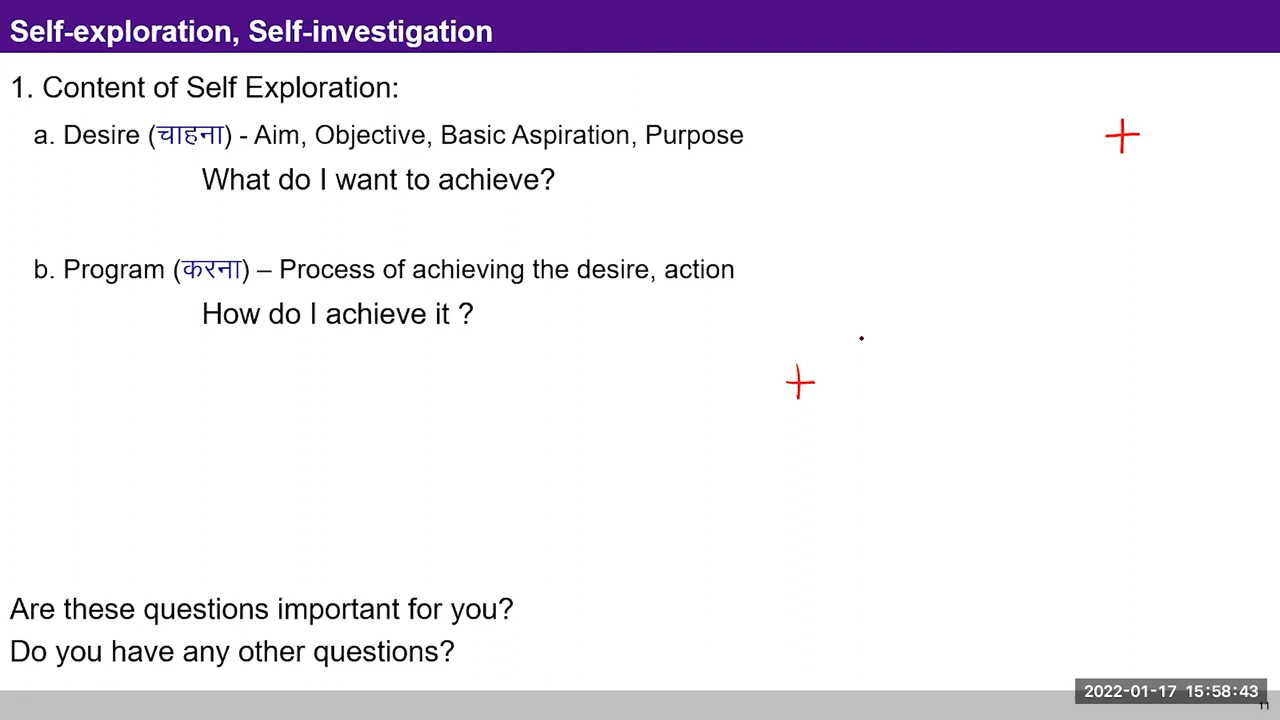 Self-exploration, Self-investigation
1. Content of Self Exploration:
a. Desire (चाहना) - Aim, Objective, Basic Aspiration, Purpose
What do I want to achieve?
b. Program (करना) – Process of achieving the desire, action
How do I achieve it ?
+
+
Are these questions important for you?
Do you have any other questions?
2022-01-17 15:58:43
11